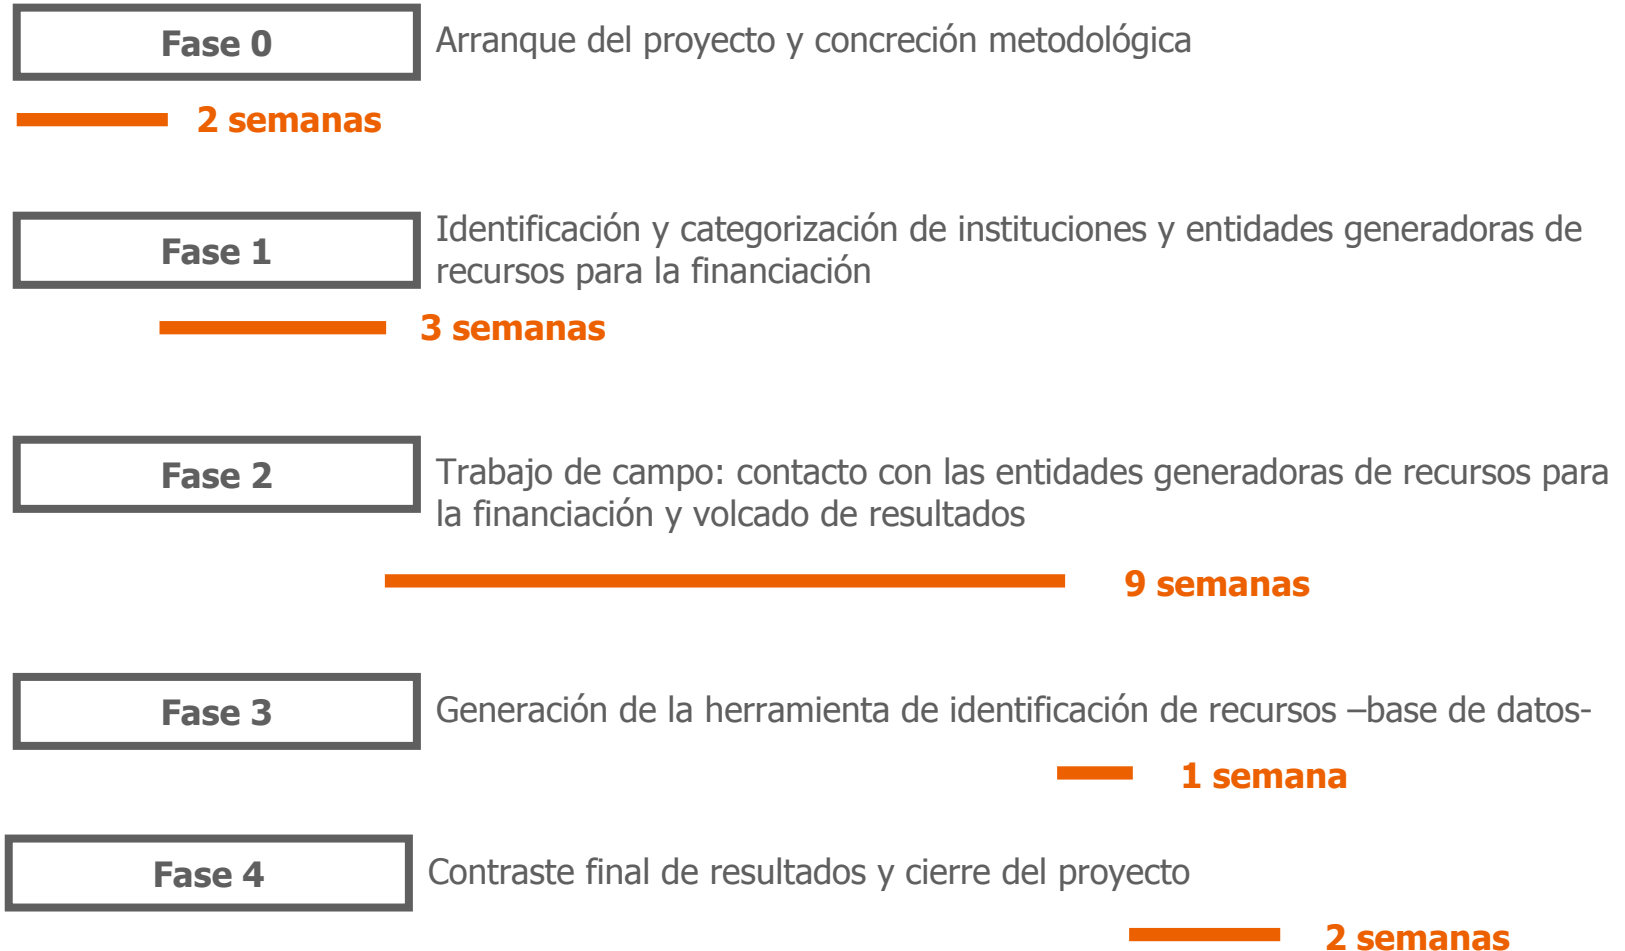 Fase 0
Arranque del proyecto y concreción metodológica
2 semanas
Fase 1
Identificación y categorización de instituciones y entidades generadoras de
recursos para la financiación
3 semanas
Fase 2
Trabajo de campo: contacto con las entidades generadoras de recursos para
la financiación y volcado de resultados
9 semanas
Fase 3
Generación de la herramienta de identificación de recursos –base de datos-
1 semana
Fase 4
Contraste final de resultados y cierre del proyecto
2 semanas